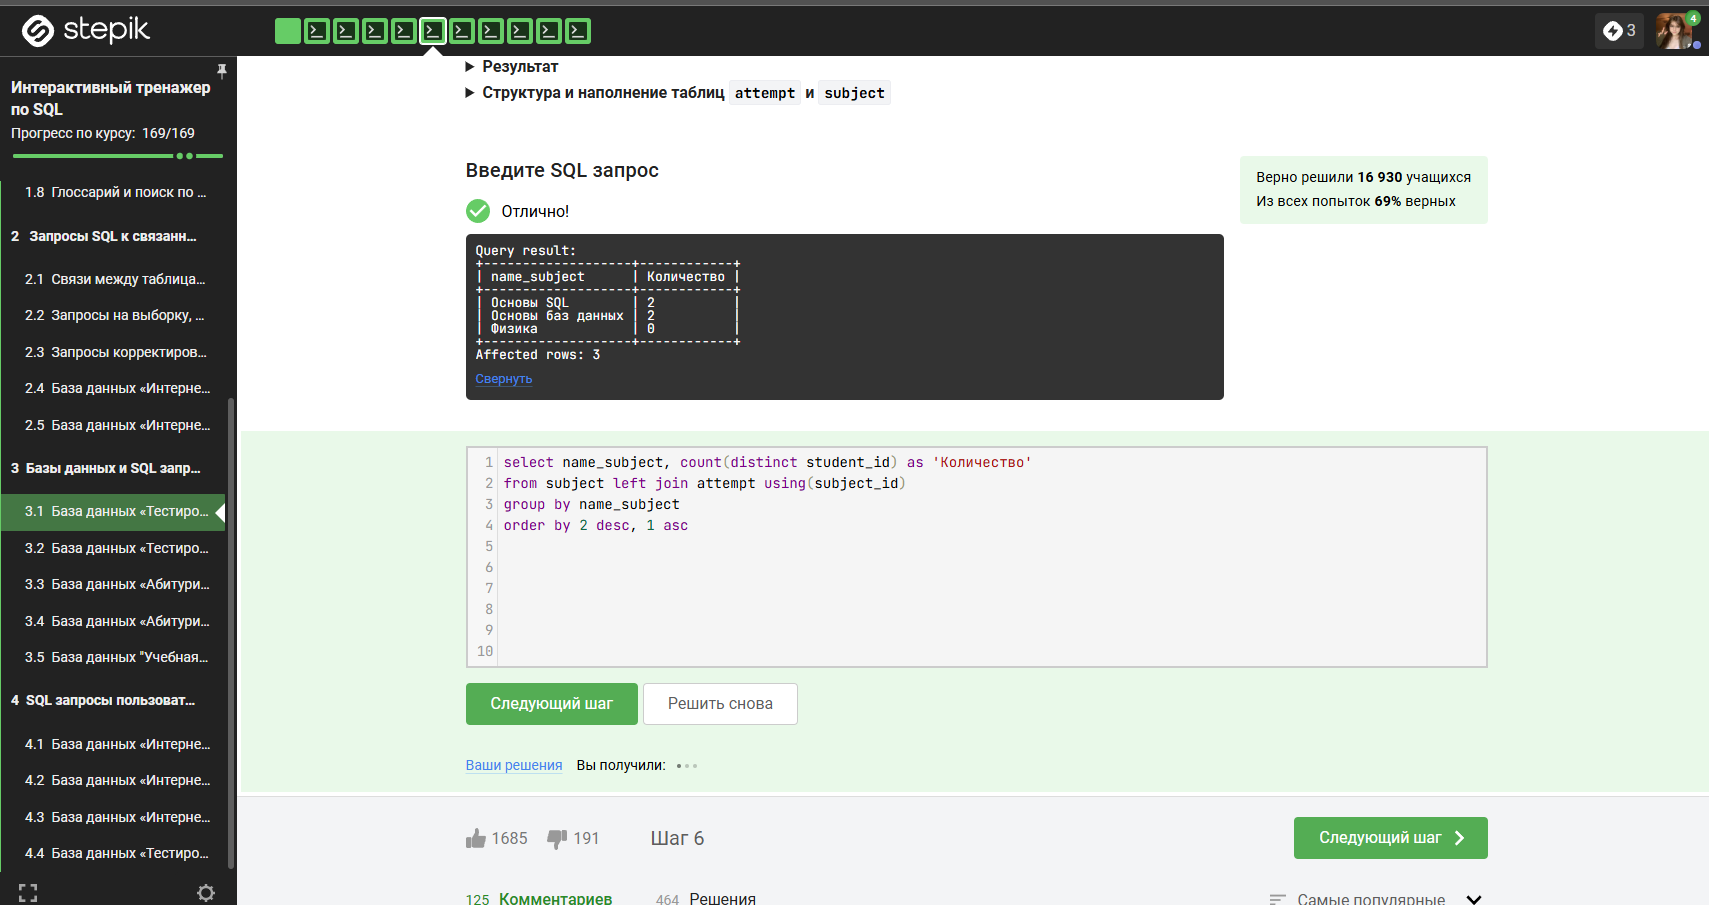 stepik
3
4
Интерактивный тренажер
по SQL
Прогресс по курсу: 169/169
1.8 Глоссарий и поиск по ...
2 Запросы SQL к связанн...
2.1 Связи между таблица...
2.2 Запросы на выборку, ...
2.3 Запросы корректиров...
2.4 База данных «Интерне...
2.5 База данных «Интерне...
3 Базы данных и SQL запр...
3.1 База данных «Тестиро...
3.2 База данных «Тестиро...
3.3 База данных «Абитури...
3.4 База данных «Абитури...
3.5 База данных "Учебная...
4 SQL запросы пользоват...
4.1 База данных «Интерне...
4.2 База данных «Интерне...
4.3 База данных «Интерне...
4.4 База данных «Тестиро...
Результат
Структура и наполнение таблиц attempt и subject
Введите SQL запрос
Верно решили 16 930 учащихся
Из всех попыток 69% верных
Отлично!
Query result:
+-------------------+------------+
| name_subject      | Количество |
+-------------------+------------+
| Основы SQL        | 2          |
| Основы баз данных | 2          |
| Физика            | 0          |
+-------------------+------------+
Affected rows: 3
Свернуть
1 select name_subject, count(distinct student_id) as 'Количество'
2 from subject left join attempt using(subject_id)
3 group by name_subject
4 order by 2 desc, 1 asc
5
6
7
8
9
10
Следующий шаг Решить снова
Ваши решения Вы получили:
1685 191 Шаг 6 Следующий шаг
125 Комментариев 464 Решения Самые популярные